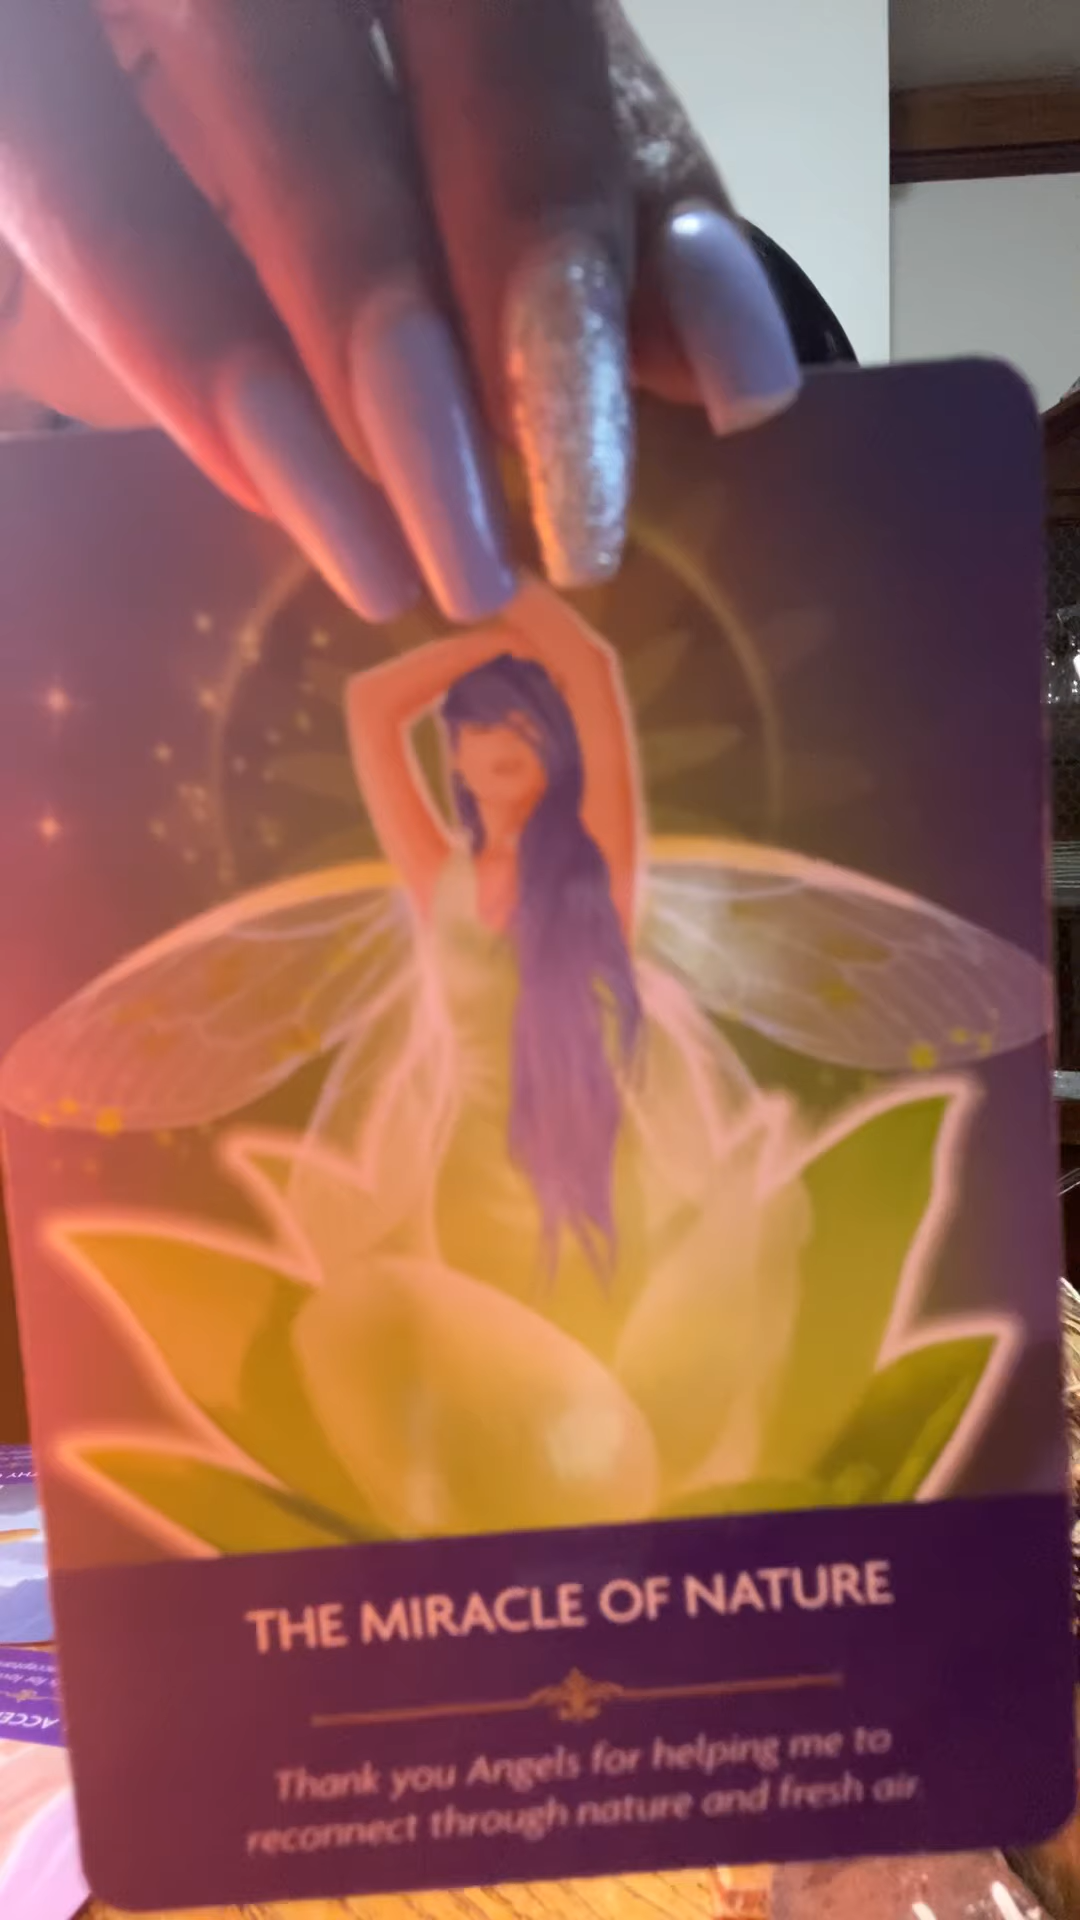 THE MIRACLE OF NATURE
Thank you Angels for helping me to
reconnect through nature and fresh air